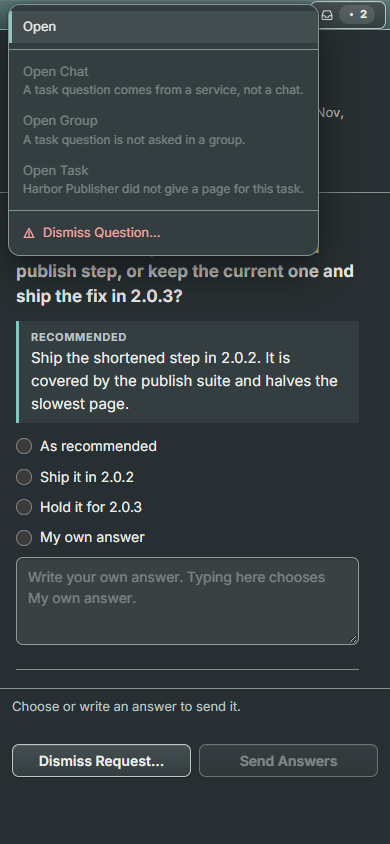 Open
• 2
Open Chat
A task question comes from a service, not a chat.
Nov,
Open Group
A task question is not asked in a group.
Open Task
Harbor Publisher did not give a page for this task.
Dismiss Question...
publish step, or keep the current one and
ship the fix in 2.0.3?
RECOMMENDED
Ship the shortened step in 2.0.2. It is
covered by the publish suite and halves the
slowest page.
As recommended
Ship it in 2.0.2
Hold it for 2.0.3
My own answer
Write your own answer. Typing here chooses
My own answer.
Choose or write an answer to send it.
Dismiss Request...
Send Answers